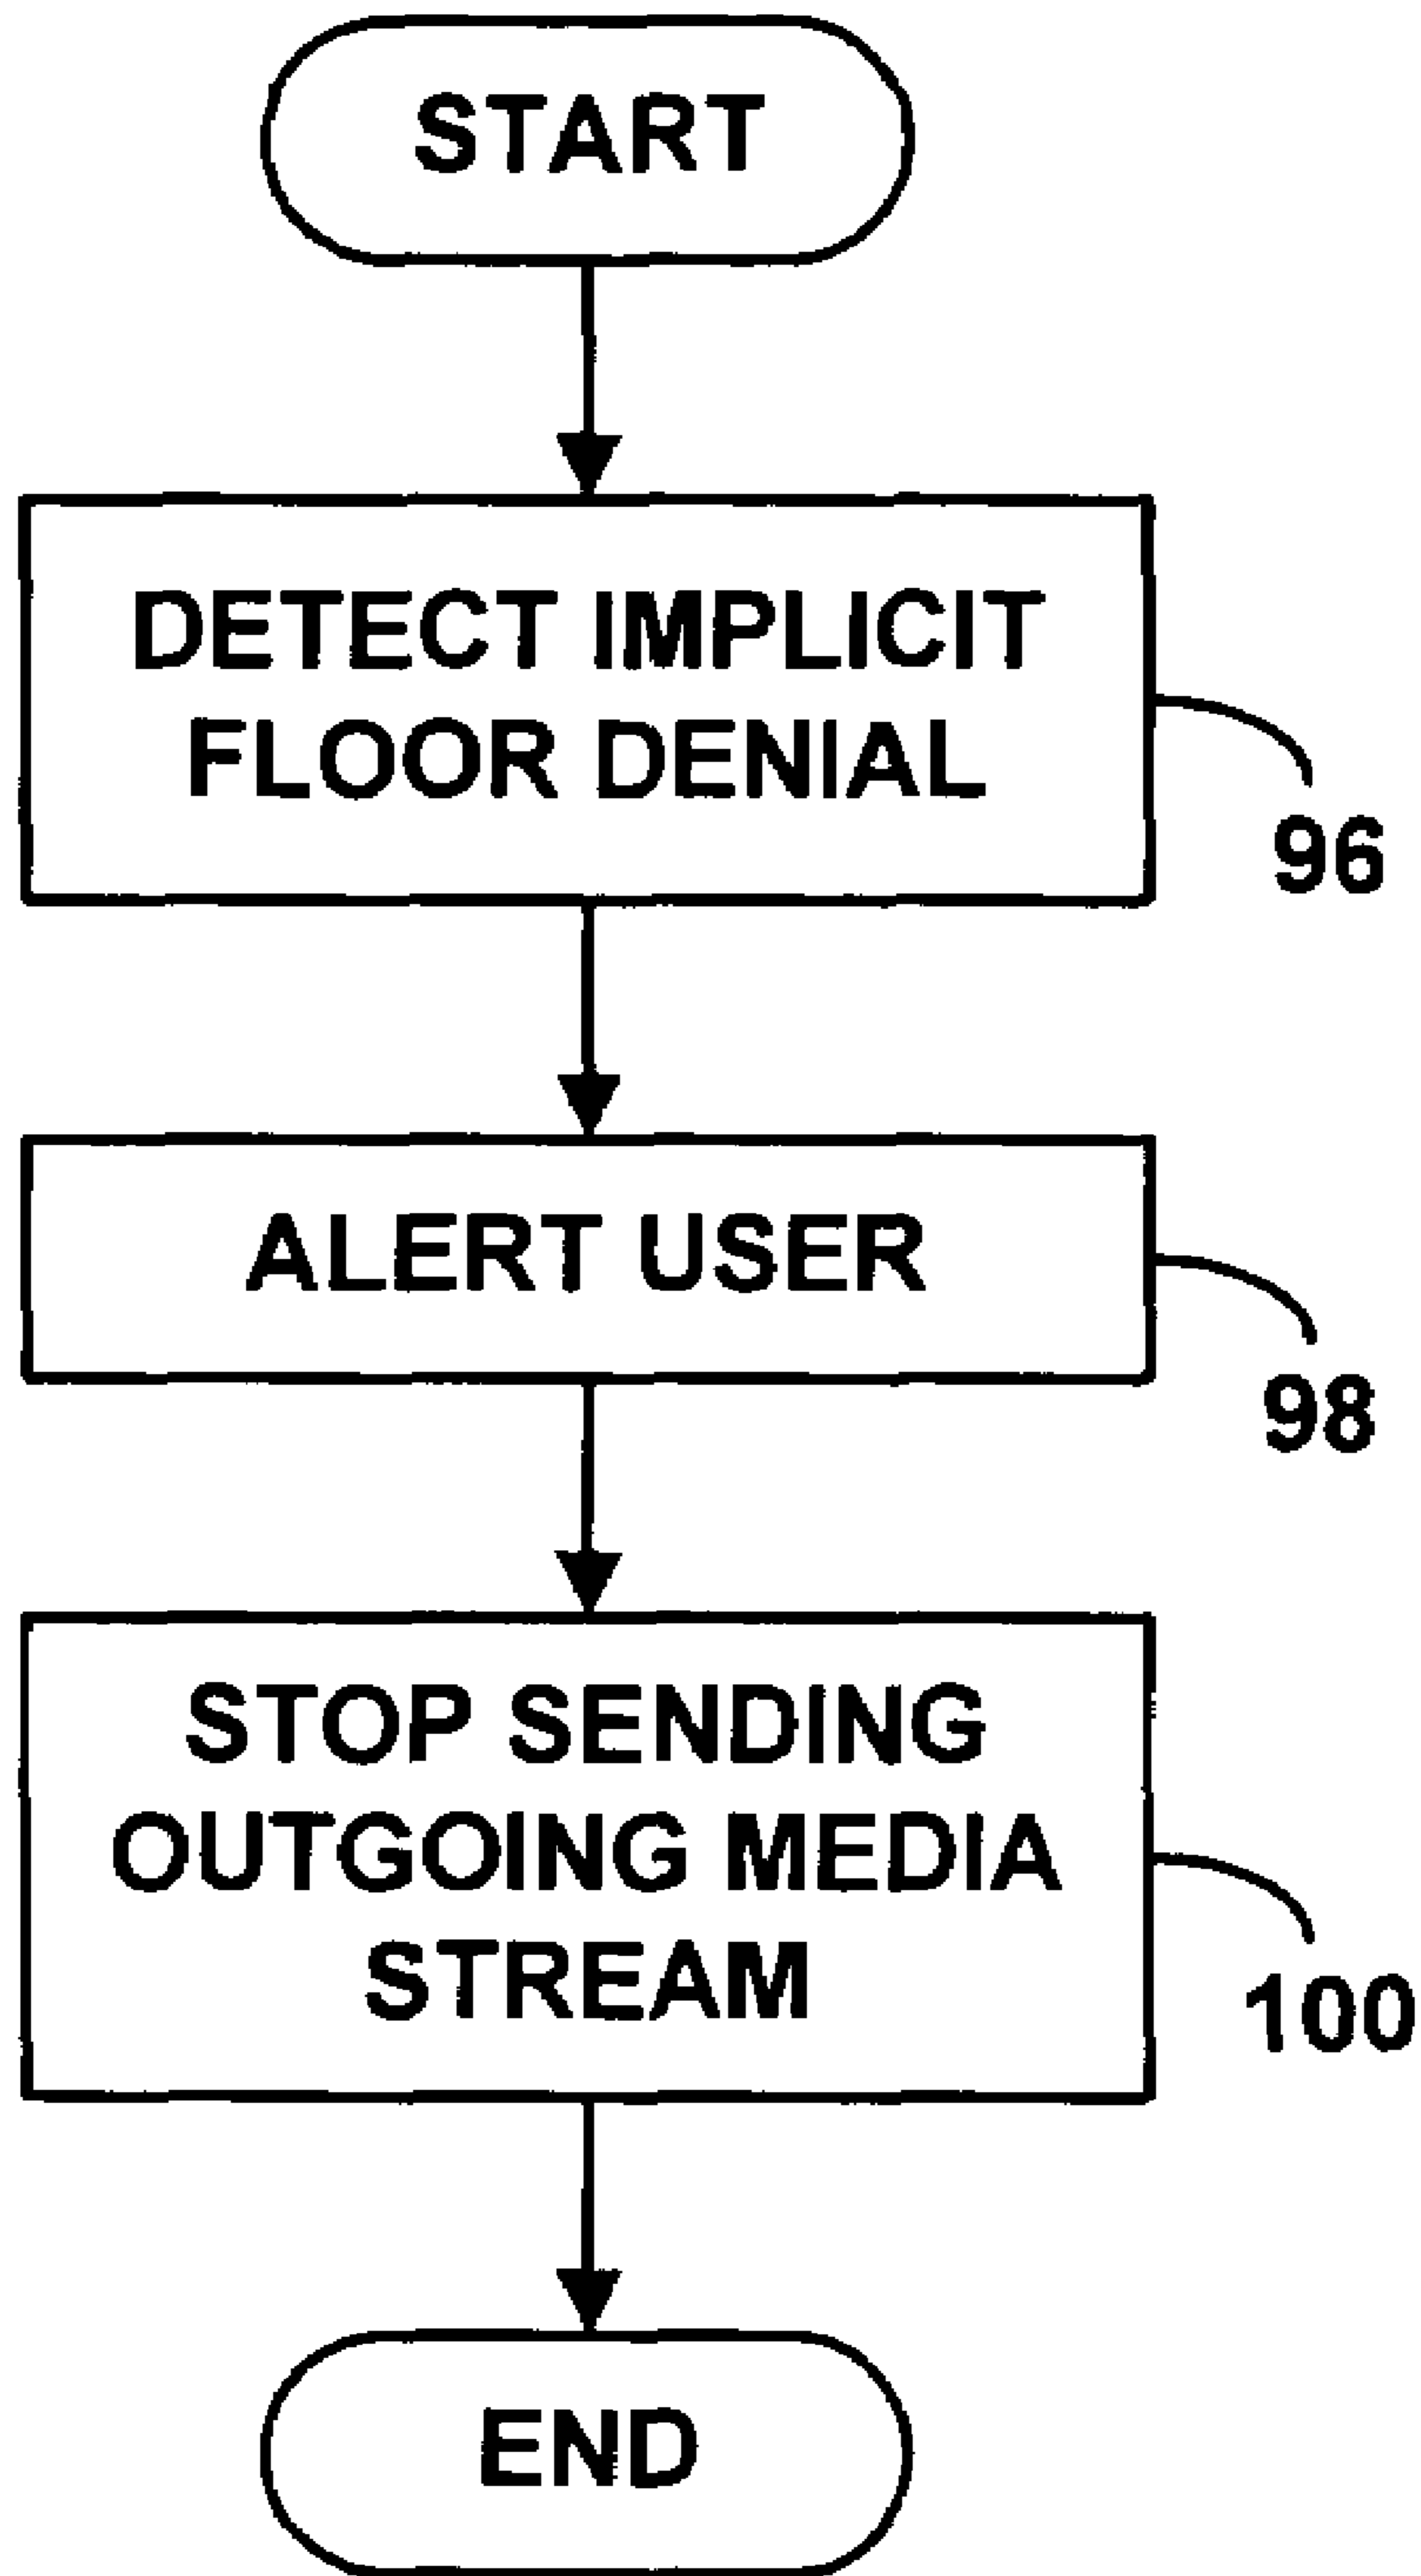 START
DETECT IMPLICIT
FLOOR DENIAL
96
ALERT USER
98
STOP SENDING
OUTGOING MEDIA
STREAM
100
END